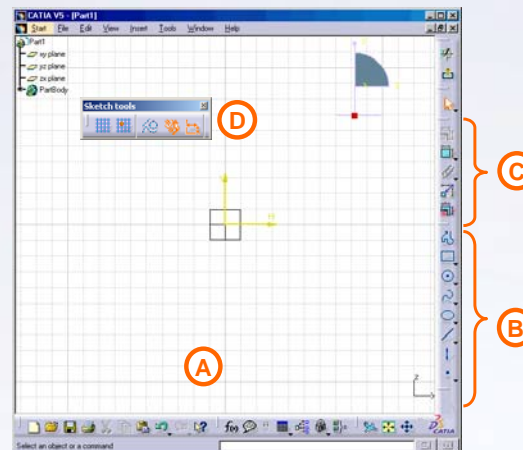 CATIA V5 - [Part1]
Start File Edit View Insert Tools Window Help
Part1
xy plane
yz plane
zx plane
PartBody
Sketch tools
D
C
H
B
A
z
f(x)
CATIA
Select an object or a command